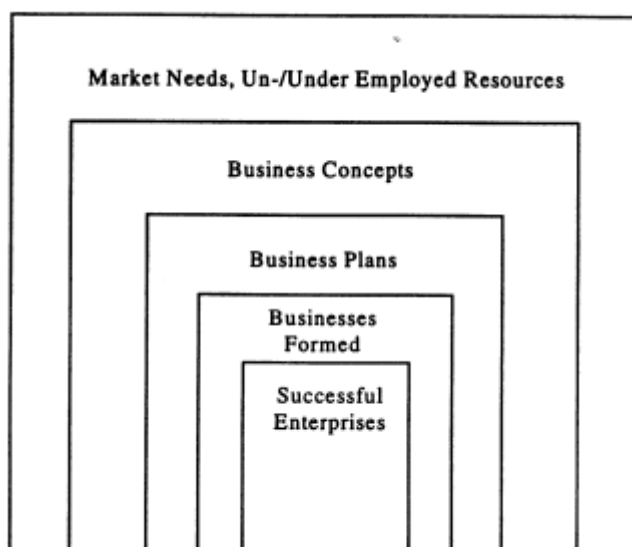 Market Needs, Un-/Under Employed Resources
Business Concepts
Business Plans
Businesses
Formed
Successful
Enterprises